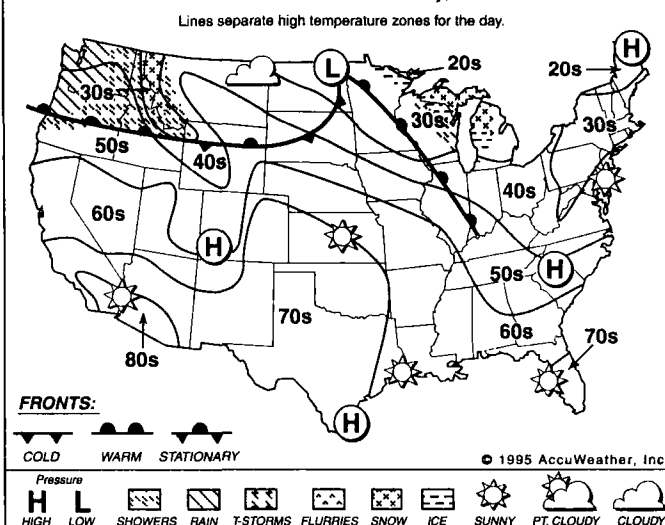 Lines separate high temperature zones for the day.
L
H
20s
20s
30s
30s
30s
50s
40s
40s
60s
H
H
50s
70s
60s
70s
80s
H
FRONTS:
COLD WARM STATIONARY
© 1995 AccuWeather, Inc
Pressure
H L
HIGH LOW SHOWERS RAIN T-STORMS FLURRIES SNOW ICE SUNNY PT. CLOUDY CLOUDY